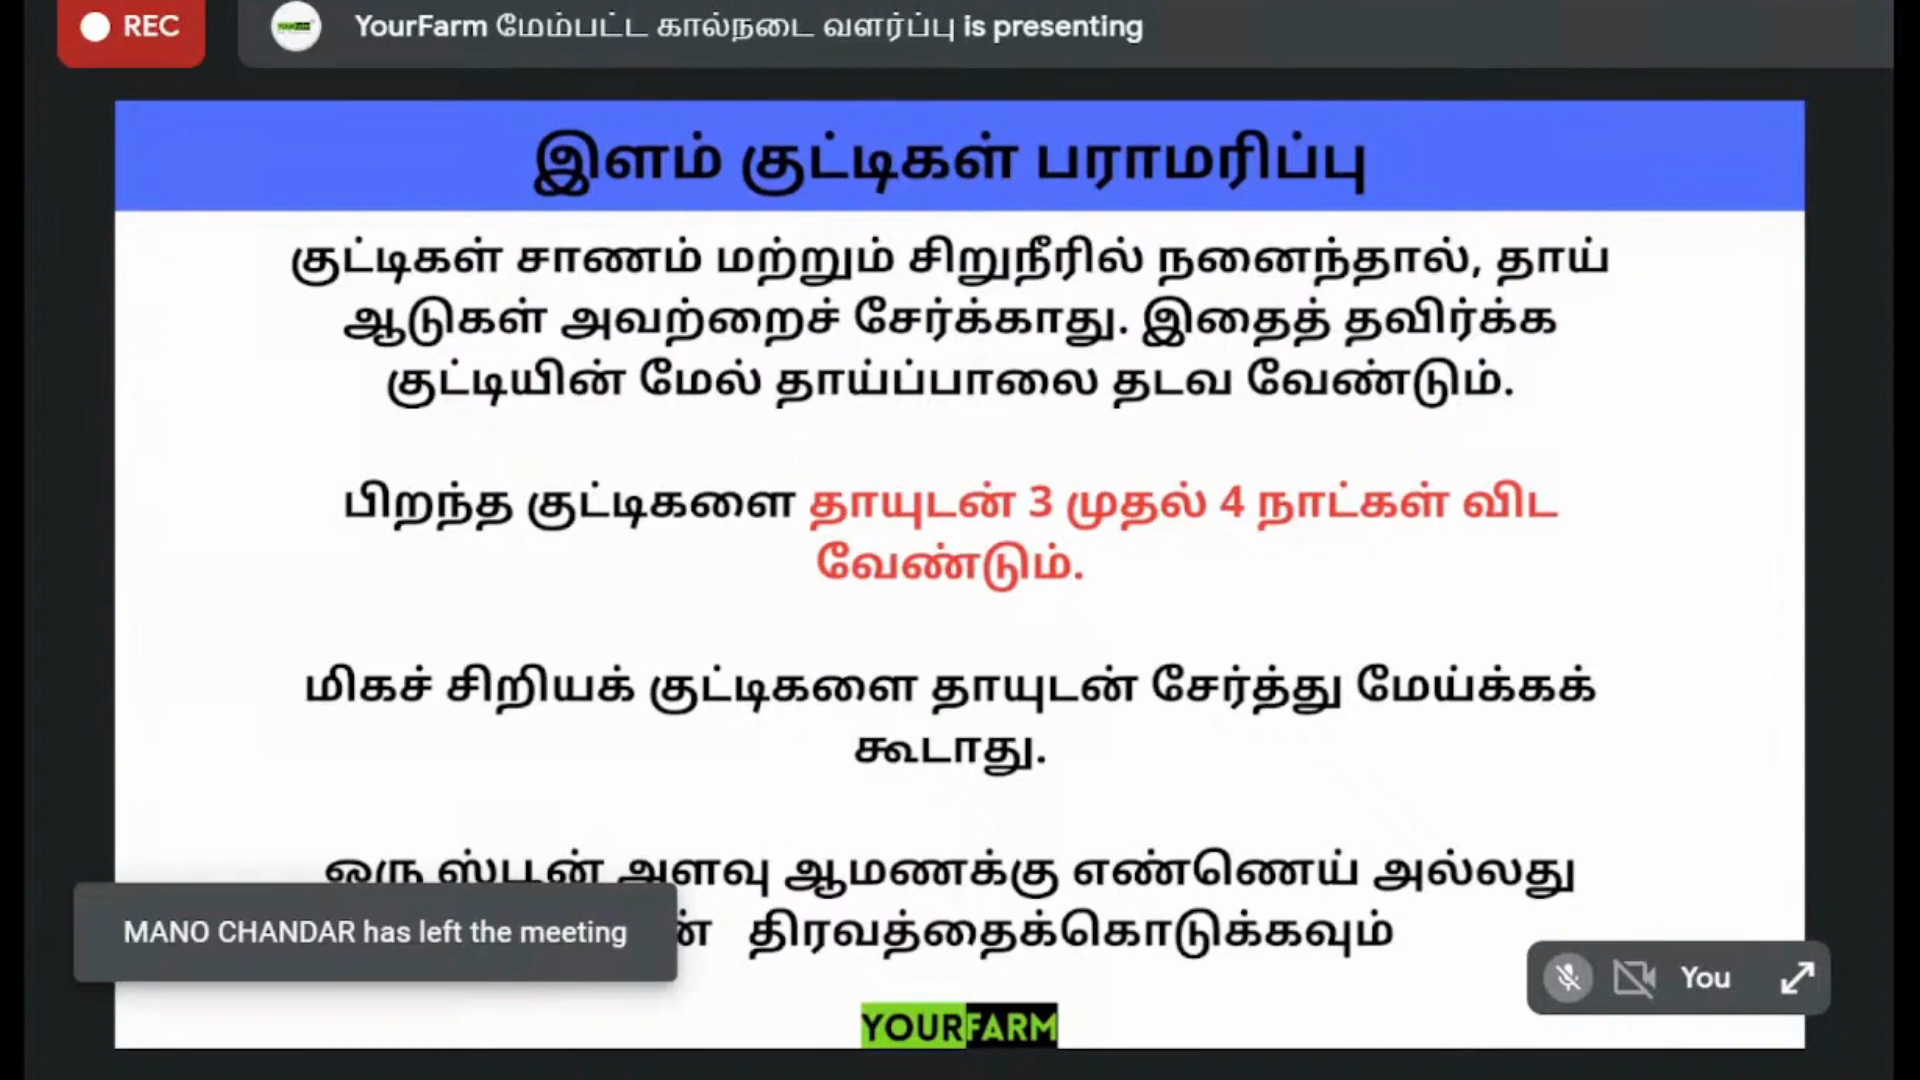 REC
YourFarm மேம்பட்ட கால்நடை வளர்ப்பு is presenting
இளம் குட்டிகள் பராமரிப்பு
குட்டிகள் சாணம் மற்றும் சிறுநீரில் நனைந்தால், தாய்
ஆடுகள் அவற்றைச் சேர்க்காது. இதைத் தவிர்க்க
குட்டியின் மேல் தாய்ப்பாலை தடவ வேண்டும்.
பிறந்த குட்டிகளை தாயுடன் 3 முதல் 4 நாட்கள் விட
வேண்டும்.
மிகச் சிறியக் குட்டிகளை தாயுடன் சேர்த்து மேய்க்கக்
கூடாது.
ஒரு ஸ்பூன் அளவு ஆமணக்கு எண்ணெய் அல்லது
திரவத்தைக்கொடுக்கவும்
MANO CHANDAR has left the meeting
You
YOURFARM